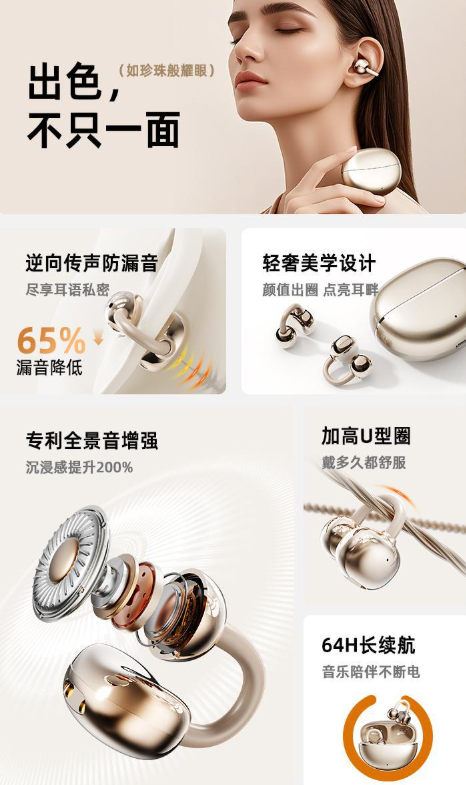 出色，
（如珍珠般耀眼）
不只一面
逆向传声防漏音
尽享耳语私密
65%
漏音降低
轻奢美学设计
颜值出圈 点亮耳畔
专利全景音增强
沉浸感提升200%
加高U型圈
戴多久都舒服
64H长续航
音乐陪伴不断电